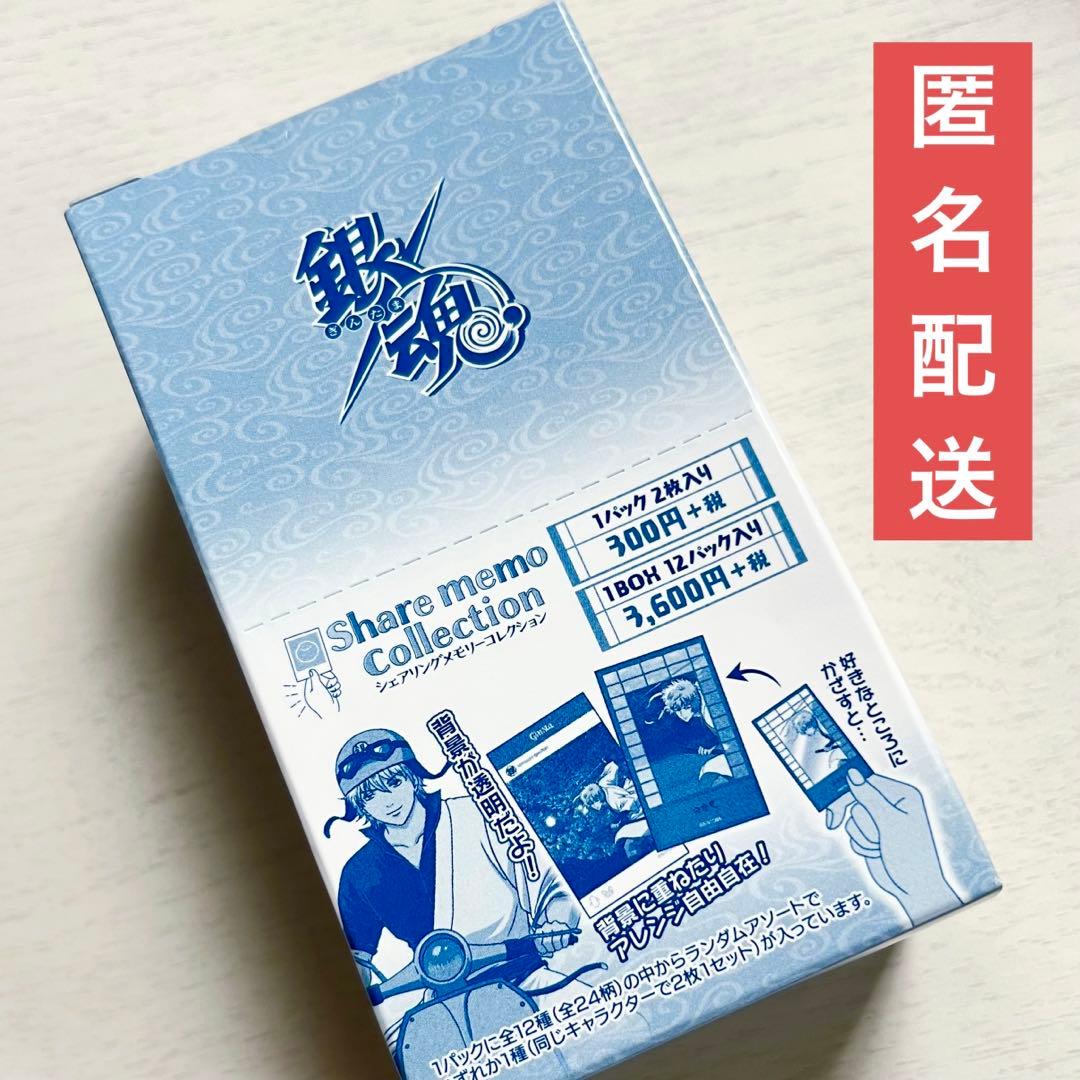 匿名配送
銀魂
ぎんたま
1パック 2枚入り
300円+税
1BOX 12パック入り
3,600円+税
Share memo
Collection
シェアリングメモリーコレクション
好きなところに
かざすと…
Ginsta
背景が透明だよ!
背景に重ねたり
アレンジ自由自在!
1パックに全12種(全24柄)の中からランダムアソートで
ずれか1種(同じキャラクターで2枚1セット)が入っています。